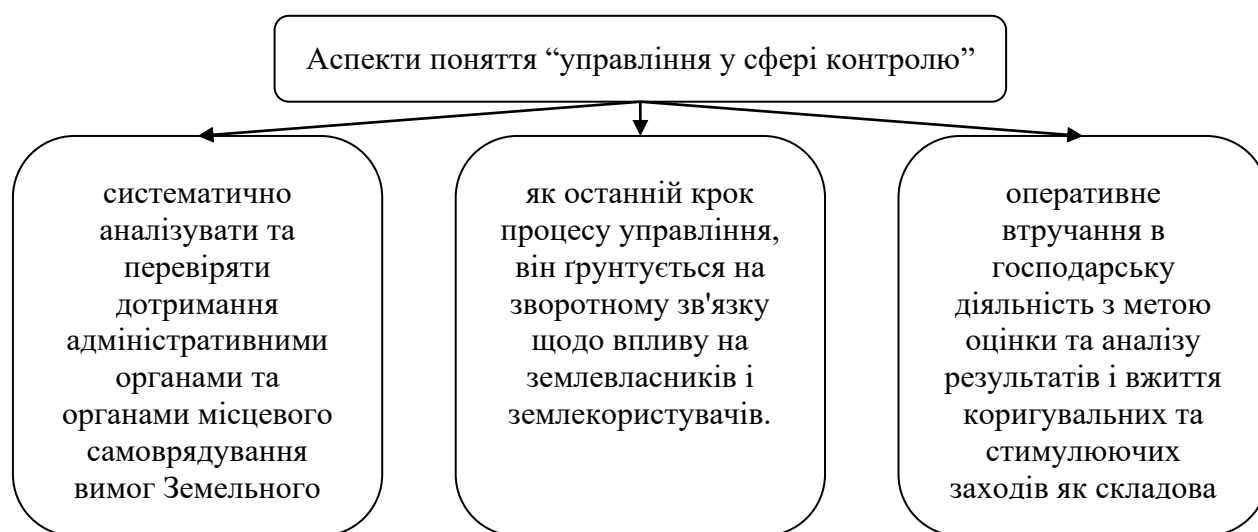 Аспекти поняття “управління у сфері контролю”
систематично
аналізувати та
перевіряти
дотримання
адміністративними
органами та
органами місцевого
самоврядування
вимог Земельного
як останній крок
процесу управління,
він ґрунтується на
зворотному зв'язку
щодо впливу на
землевласників і
землекористувачів.
оперативне
втручання в
господарську
діяльність з метою
оцінки та аналізу
результатів і вжиття
коригувальних та
стимулюючих
заходів як складова